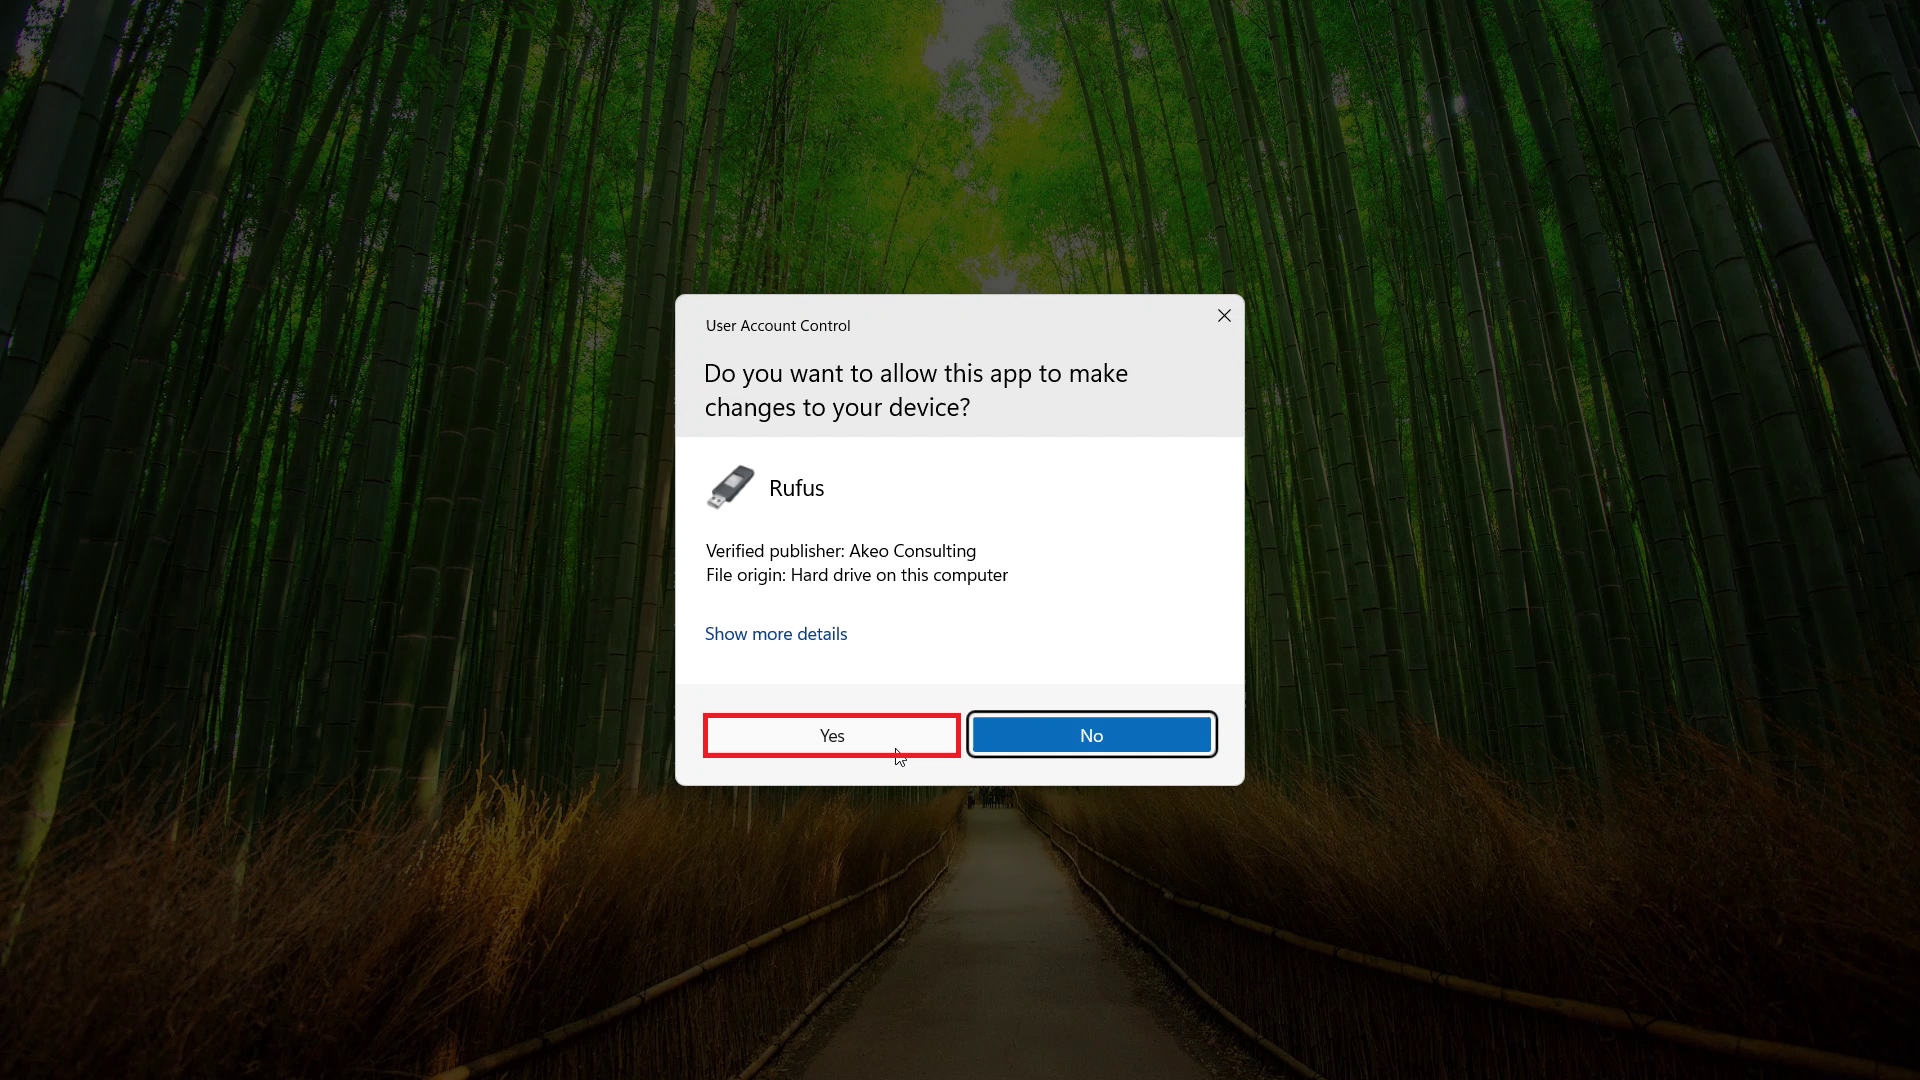 User Account Control
Do you want to allow this app to make
changes to your device?
Rufus
Verified publisher: Akeo Consulting
File origin: Hard drive on this computer
Show more details
Yes
No